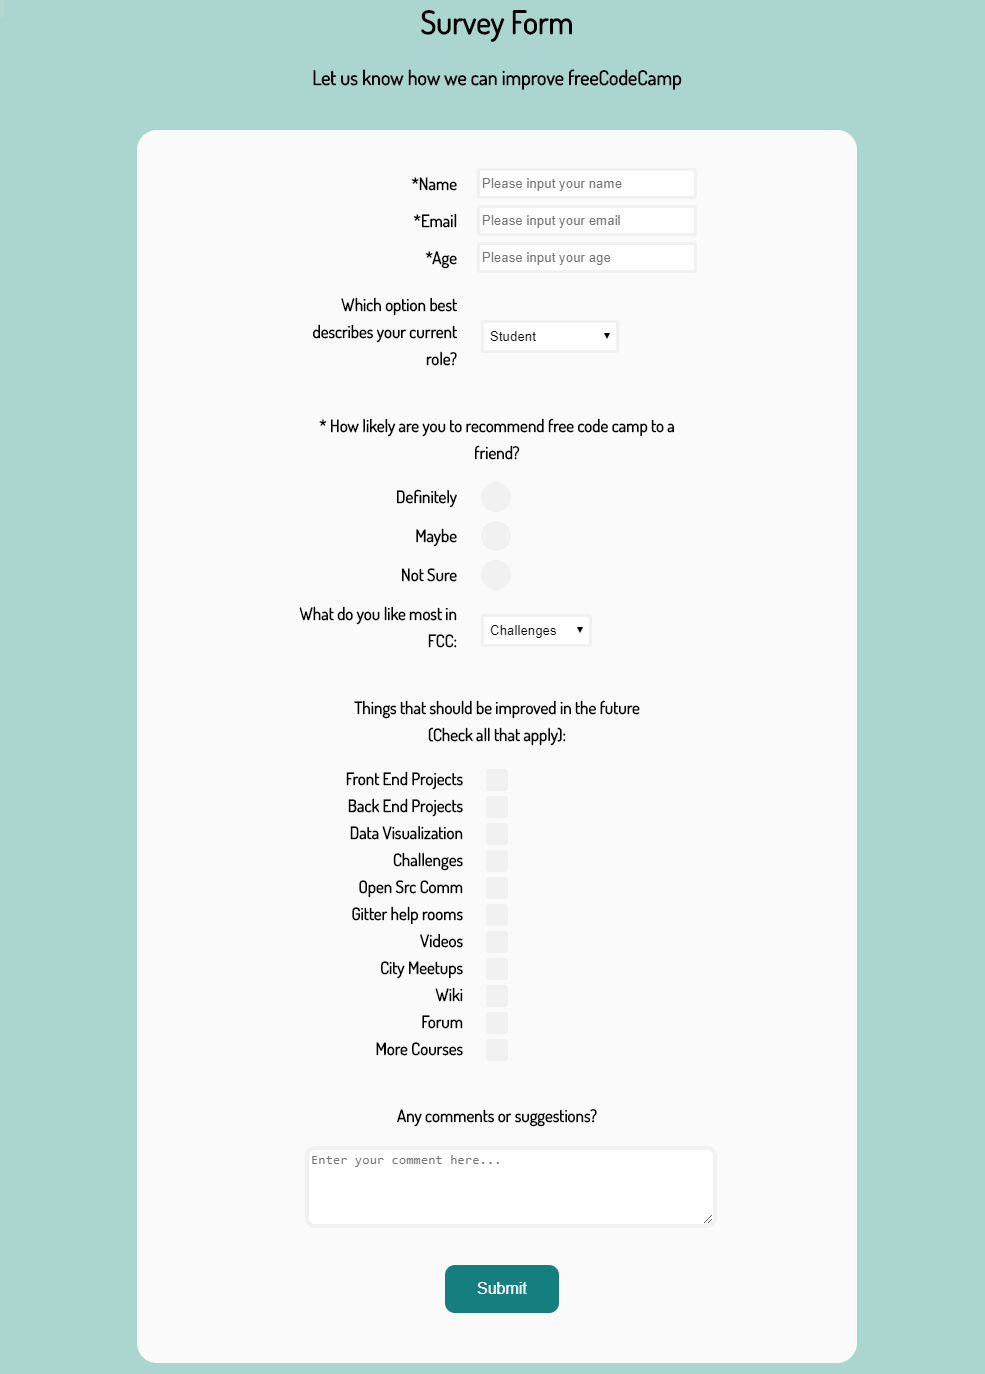 Survey Form
Let us know how we can improve freeCodeCamp
*Name Please input your name
*Email Please input your email
*Age Please input your age
Which option best
describes your current
role?
Student
* How likely are you to recommend free code camp to a
friend?
Definitely
Maybe
Not Sure
What do you like most in
FCC:
Challenges
Things that should be improved in the future
(Check all that apply):
Front End Projects
Back End Projects
Data Visualization
Challenges
Open Src Comm
Gitter help rooms
Videos
City Meetups
Wiki
Forum
More Courses
Any comments or suggestions?
Enter your comment here...
Submit